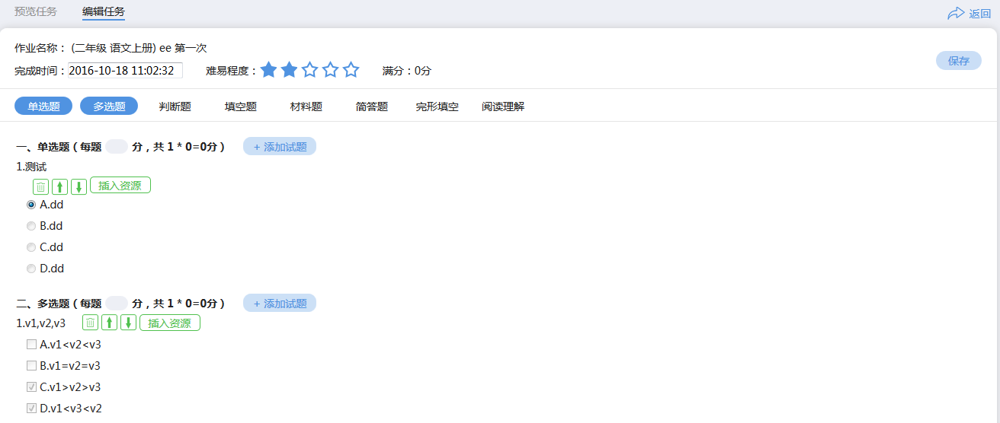 预览任务 编辑任务 返回
作业名称： (二年级 语文上册) ee 第一次
完成时间：2016-10-18 11:02:32 难易程度： 满分：0分 保存
单选题 多选题 判断题 填空题 材料题 简答题 完形填空 阅读理解
一、单选题（每题 分，共 1 * 0=0分） + 添加试题
1.测试
插入资源
A.dd
B.dd
C.dd
D.dd
二、多选题（每题 分，共 1 * 0=0分） + 添加试题
1.v1,v2,v3 插入资源
A.v1<v2<v3
B.v1=v2=v3
C.v1>v2>v3
D.v1<v3<v2